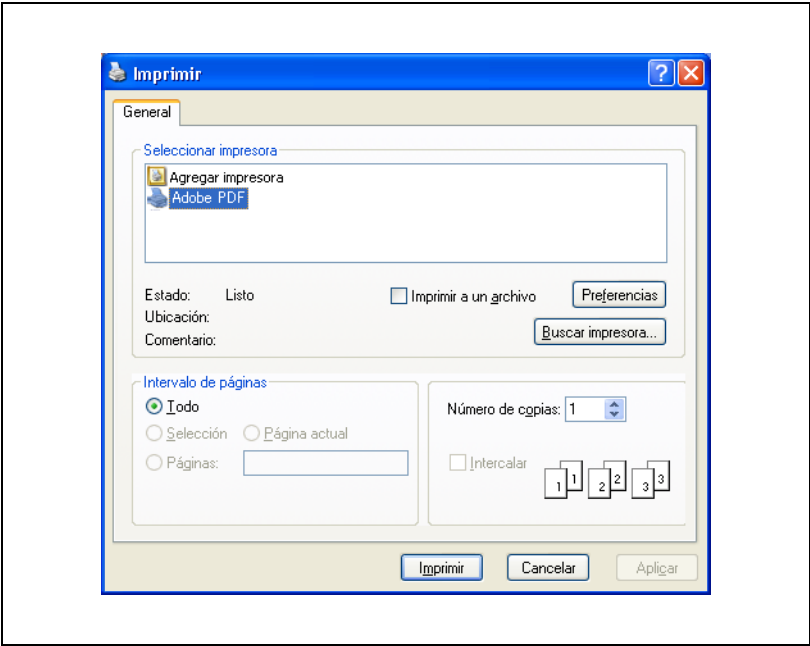 Imprimir
General
Seleccionar impresora
Agregar impresora
Adobe PDF
Estado: Listo
Imprimir a un archivo
Preferencias
Ubicación:
Buscar impresora...
Comentario:
Intervalo de páginas
Todo
Selección Página actual
Páginas:
Número de copias: 1
Intercalar
1 1 2 2 3 3
Imprimir Cancelar Aplicar